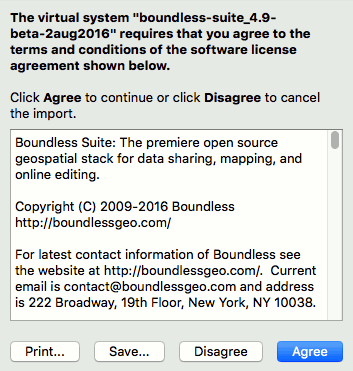 The virtual system "boundless-suite_4.9-
beta-2aug2016" requires that you agree to the
terms and conditions of the software license
agreement shown below.
Click Agree to continue or click Disagree to cancel
the import.
Boundless Suite: The premiere open source
geospatial stack for data sharing, mapping, and
online editing.
Copyright (C) 2009-2016 Boundless
http://boundlessgeo.com/
For latest contact information of Boundless see
the website at http://boundlessgeo.com/.  Current
email is contact@boundlessgeo.com and address
is 222 Broadway, 19th Floor, New York, NY 10038.
Print... Save... Disagree Agree